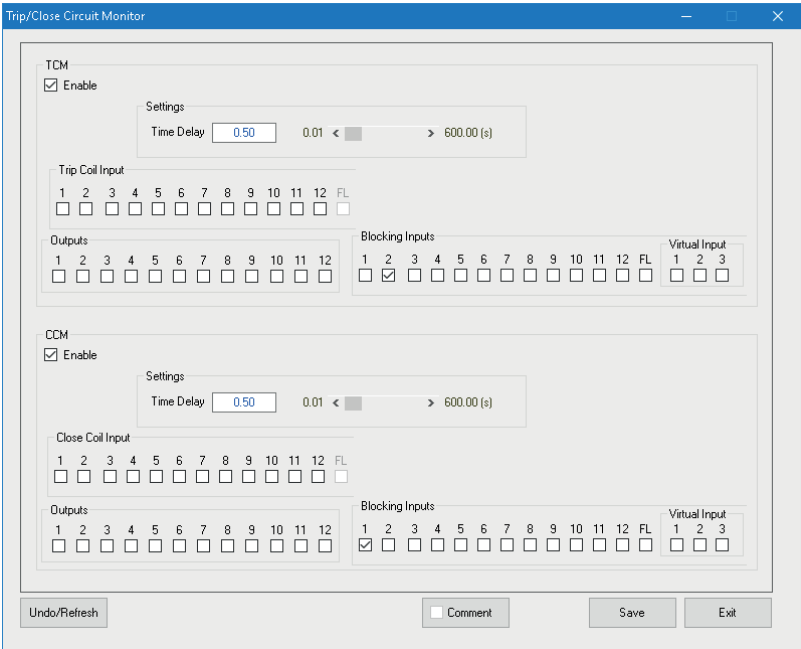 Trip/Close Circuit Monitor
TCM
Enable
Settings
Time Delay 0.50 0.01 600.00 (s)
Trip Coil Input
1 2 3 4 5 6 7 8 9 10 11 12 FL
Outputs
1 2 3 4 5 6 7 8 9 10 11 12
Blocking Inputs
1 2 3 4 5 6 7 8 9 10 11 12 FL
Virtual Input
1 2 3
CCM
Enable
Settings
Time Delay 0.50 0.01 600.00 (s)
Close Coil Input
1 2 3 4 5 6 7 8 9 10 11 12 FL
Outputs
1 2 3 4 5 6 7 8 9 10 11 12
Blocking Inputs
1 2 3 4 5 6 7 8 9 10 11 12 FL
Virtual Input
1 2 3
Undo/Refresh Comment Save Exit